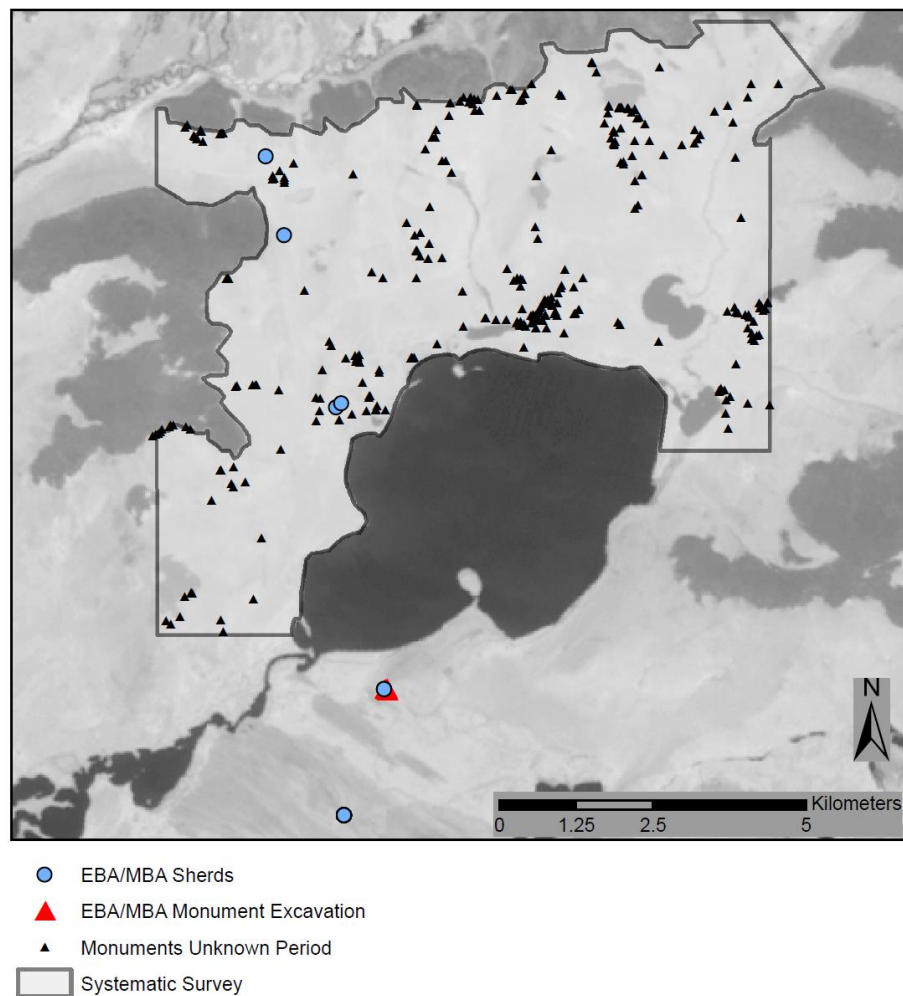 N
Kilometers
0 1.25 2.5 5
EBA/MBA Sherds
EBA/MBA Monument Excavation
Monuments Unknown Period
Systematic Survey